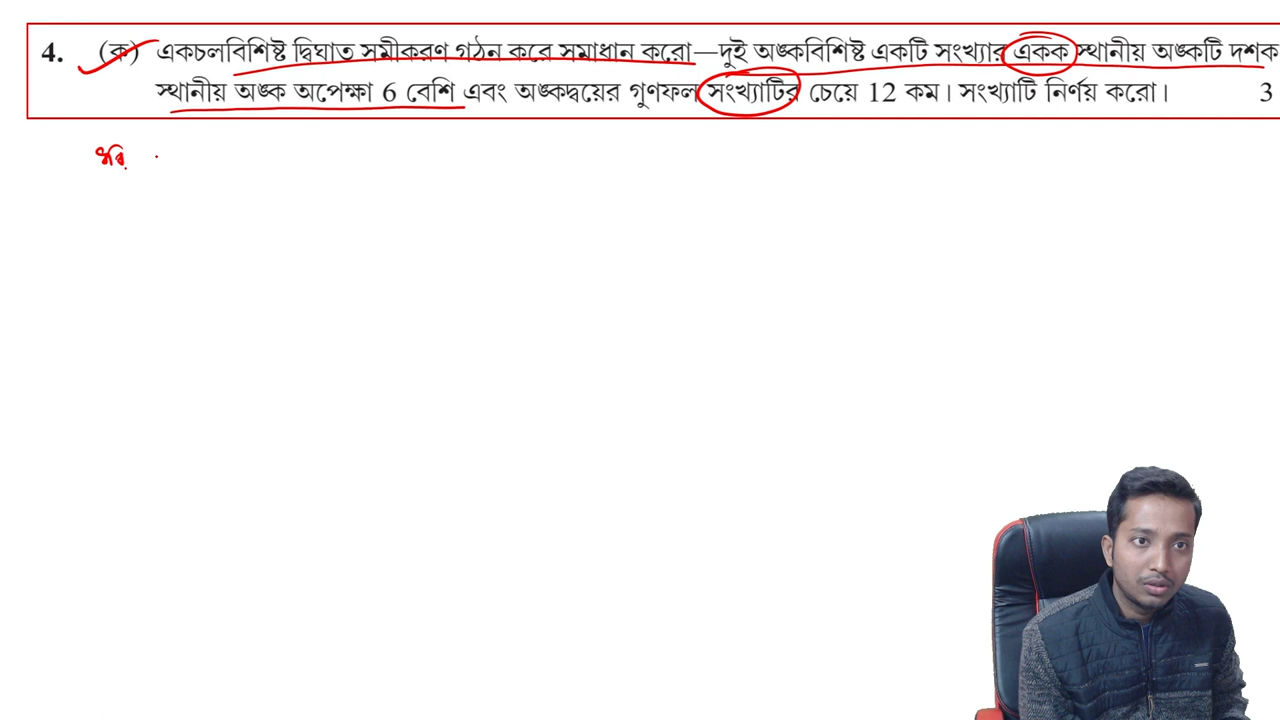 4. (ক) একচলবিশিষ্ট দ্বিঘাত সমীকরণ গঠন করে সমাধান করো—দুই অঙ্কবিশিষ্ট একটি সংখ্যার একক স্থানীয় অঙ্কটি দশক
স্থানীয় অঙ্ক অপেক্ষা 6 বেশি এবং অঙ্কদ্বয়ের গুণফল সংখ্যাটির চেয়ে 12 কম। সংখ্যাটি নির্ণয় করো। 3
ধরি